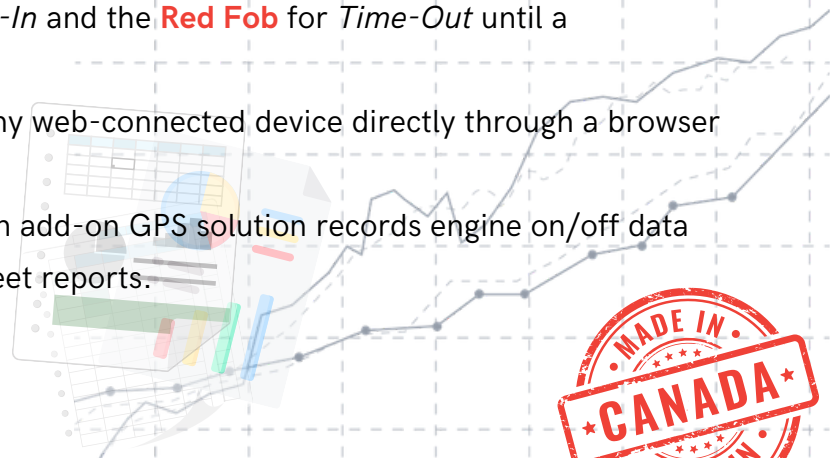 -In and the Red Fob for Time-Out until a
ny web-connected device directly through a browser
n add-on GPS solution records engine on/off data
eet reports.
MADE IN
CANADA
IN